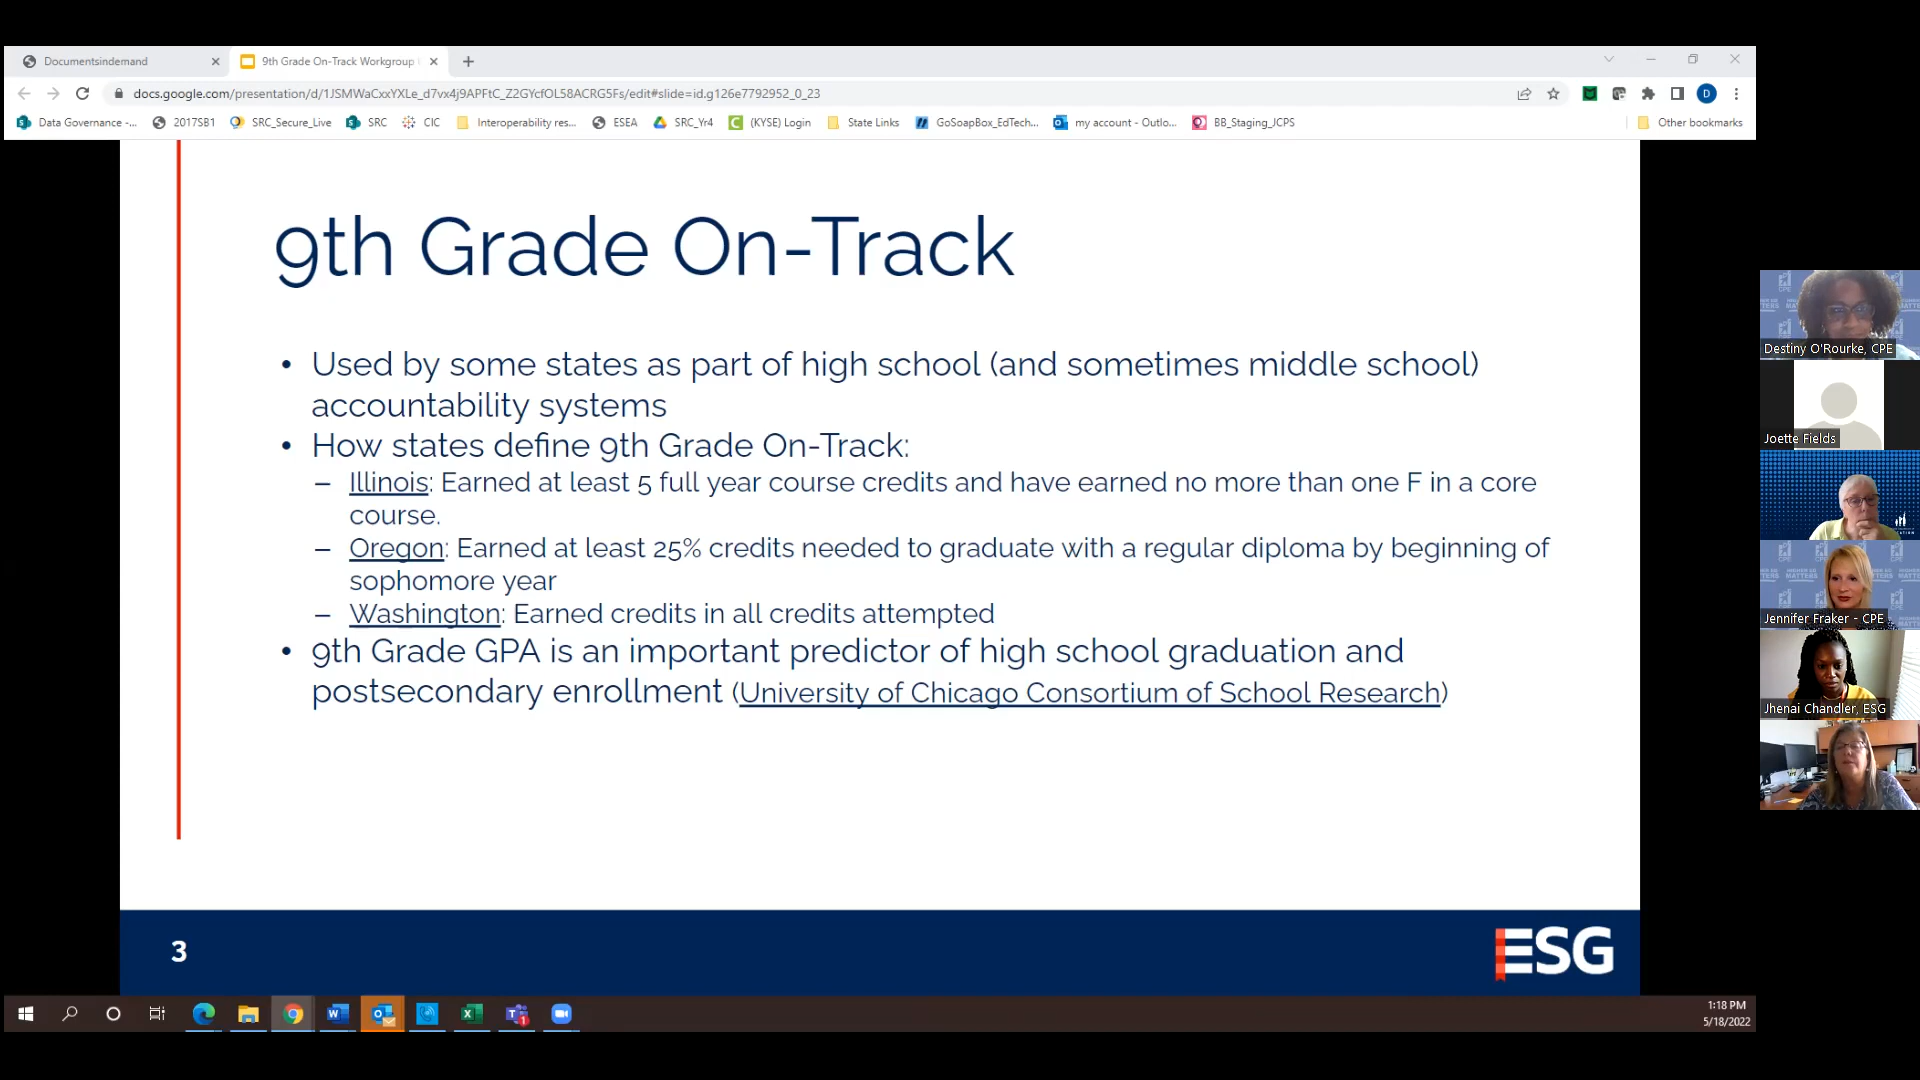 Documentsindemand
9th Grade On-Track Workgroup
docs.google.com/presentation/d/1JSMWaCxxYXLe_d7vx4j9APFtC_Z2GYcfOL58ACRG5Fs/edit#slide=id.g126e7792952_0_23
D
Data Governance -... 2017SB1 SRC_Secure_Live SRC CIC Interoperability res... ESEA SRC_Yr4 (KYSE) Login State Links GoSoapBox_EdTech... my account - Outlo... BB_Staging_JCPS Other bookmarks
9th Grade On-Track
• Used by some states as part of high school (and sometimes middle school)
accountability systems
• How states define 9th Grade On-Track:
– Illinois: Earned at least 5 full year course credits and have earned no more than one F in a core
course.
– Oregon: Earned at least 25% credits needed to graduate with a regular diploma by beginning of
sophomore year
– Washington: Earned credits in all credits attempted
• 9th Grade GPA is an important predictor of high school graduation and
postsecondary enrollment (University of Chicago Consortium of School Research)
3
ESG
Destiny O'Rourke, CPE
Joette Fields
Jennifer Fraker - CPE
Jhenai Chandler, ESG
1:18 PM
5/18/2022